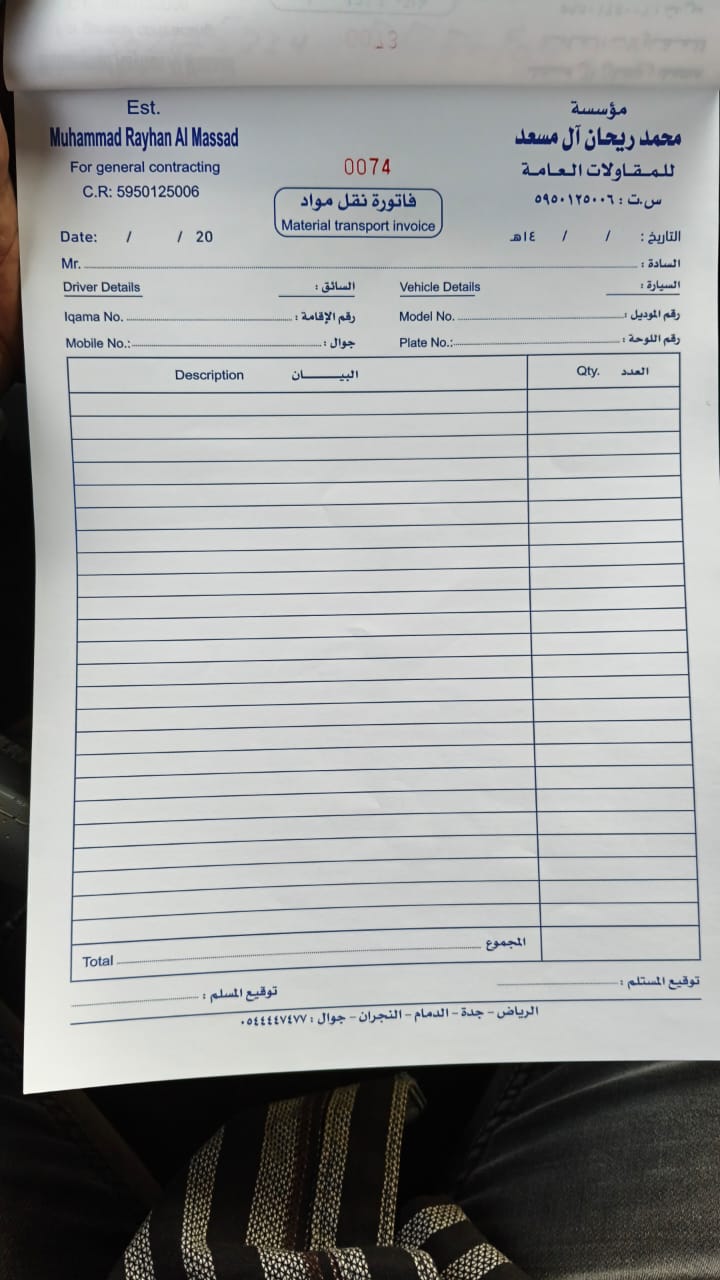 0073
Est.
Muhammad Rayhan Al Massad
For general contracting
C.R: 5950125006
مؤسسة
محمد ريحان آل مسعد
للمقاولات العامة
س.ت : ٥٩٥٠١٢٥٠٠٦
0074
فاتورة نقل مواد
Material transport invoice
Date: / / 20
التاريخ : / / ١٤هـ
Mr. السادة :
Driver Details السائق :
Vehicle Details السيارة :
Iqama No. رقم الإقامة :
Model No. رقم الموديل :
Mobile No.: جوال :
Plate No.: رقم اللوحة :
Description البيـــــــان
Qty. العدد
Total المجموع
توقيع المستلم :
توقيع المسلم :
الرياض - جدة - الدمام - النجران - جوال : ٠٥٤٤٤٤٧٤٧٧